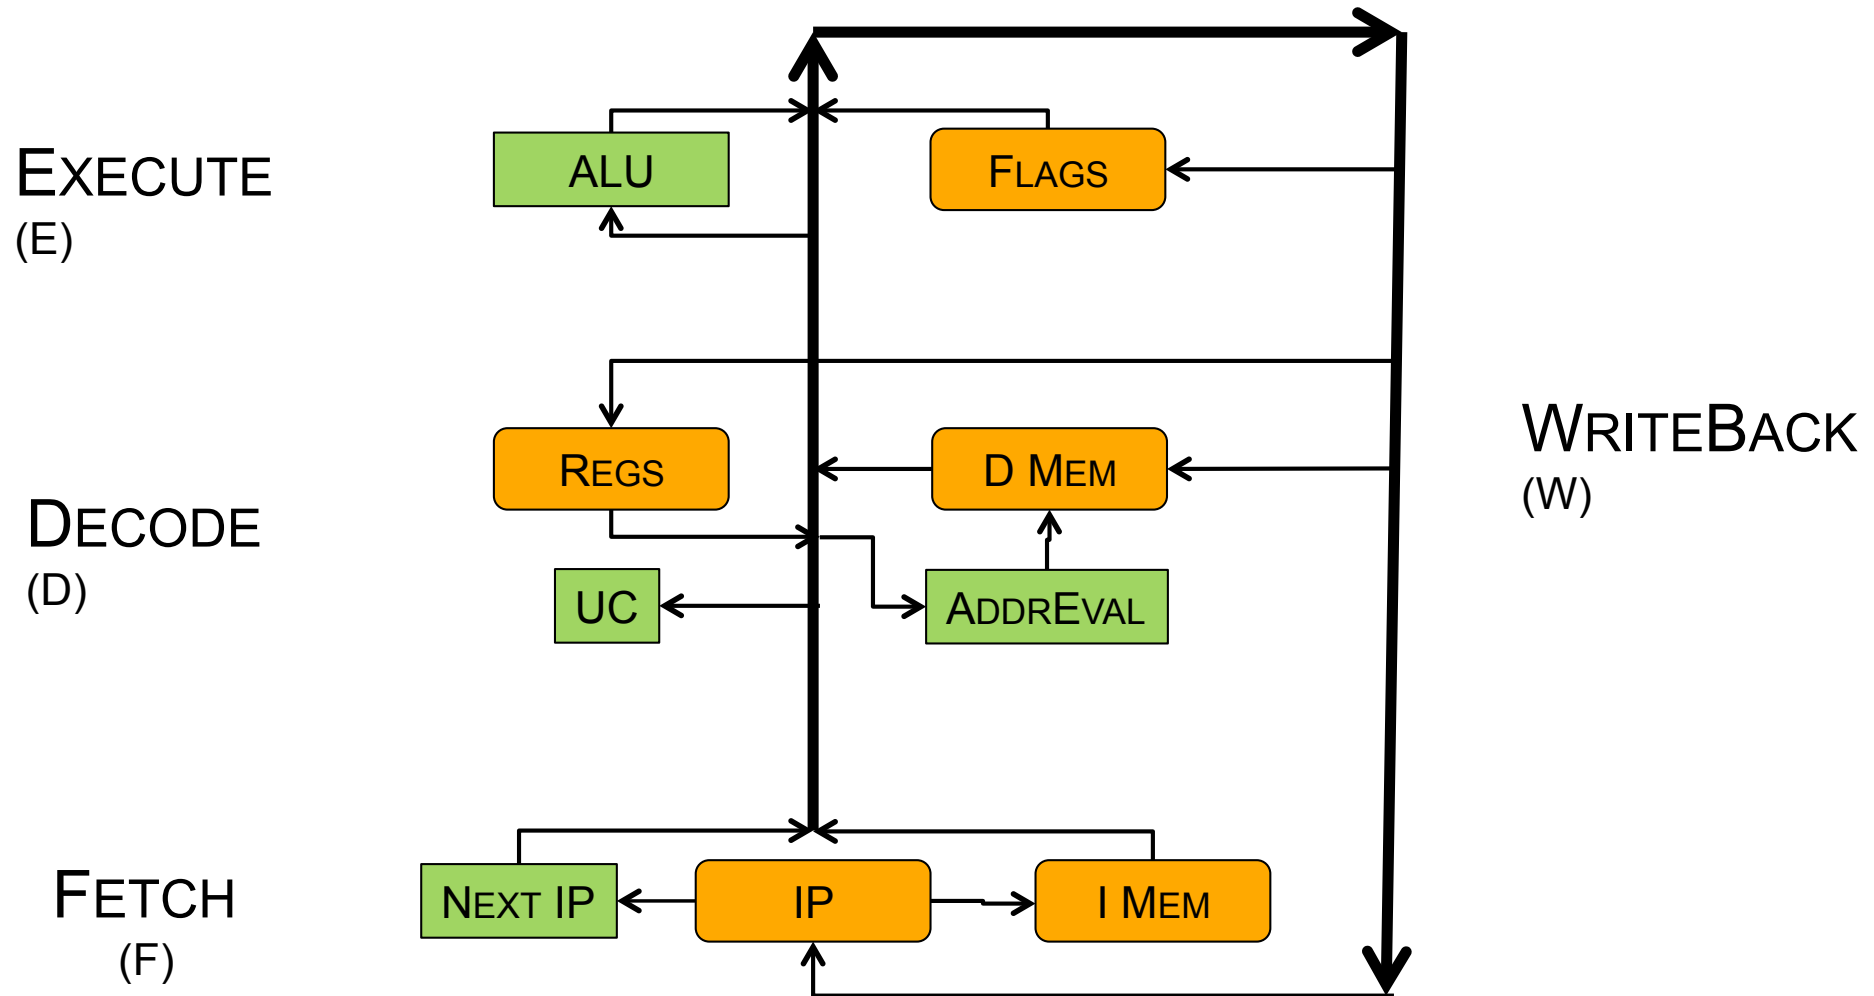 EXECUTE
(E)
ALU
FLAGS
REGS
D MEM
WRITEBACK
(W)
DECODE
(D)
UC
ADDREVAL
FETCH
(F)
NEXT IP
IP
I MEM